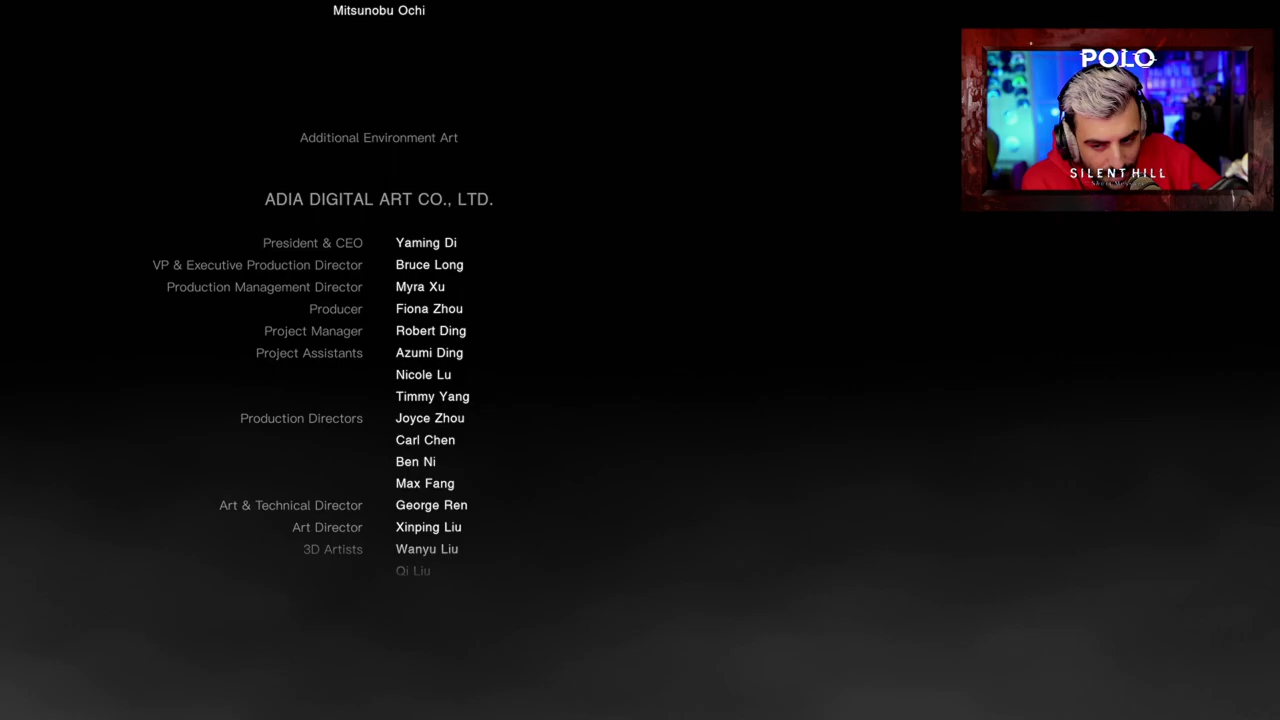 Mitsunobu Ochi
POLO
SILENT HILL
Additional Environment Art
ADIA DIGITAL ART CO., LTD.
President & CEO Yaming Di
VP & Executive Production Director Bruce Long
Production Management Director Myra Xu
Producer Fiona Zhou
Project Manager Robert Ding
Project Assistants Azumi Ding
Nicole Lu
Timmy Yang
Production Directors Joyce Zhou
Carl Chen
Ben Ni
Max Fang
Art & Technical Director George Ren
Art Director Xinping Liu
3D Artists Wanyu Liu
Qi Liu